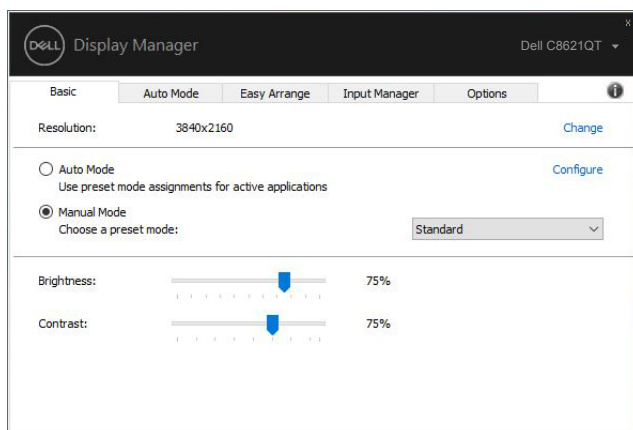 DELL Display Manager Dell C8621QT
x
Basic Auto Mode Easy Arrange Input Manager Options i
Resolution: 3840x2160 Change
Auto Mode Configure
Use preset mode assignments for active applications
Manual Mode
Choose a preset mode: Standard
Brightness: 75%
Contrast: 75%